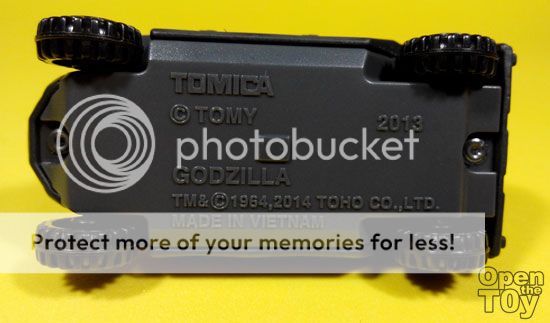 TOMICA
© TOMY
2013
photobucket
GODZILLA
TM&©1964,2014 TOHO CO.,LTD.
MADE IN VIETNAM
Protect more of your memories for less!
Open
the
TOy